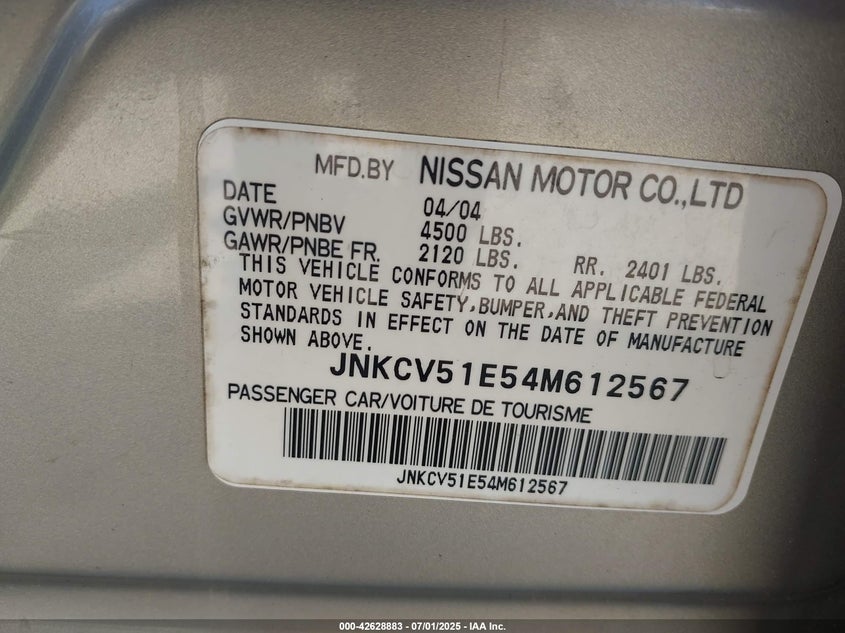 MFD.BY NISSAN MOTOR CO.,LTD
DATE 04/04
GVWR/PNBV 4500 LBS.
GAWR/PNBE FR. 2120 LBS. RR. 2401 LBS.
THIS VEHICLE CONFORMS TO ALL APPLICABLE FEDERAL
MOTOR VEHICLE SAFETY,BUMPER,AND THEFT PREVENTION
STANDARDS IN EFFECT ON THE DATE OF MANUFACTURE
SHOWN ABOVE.
JNKCV51E54M612567
PASSENGER CAR/VOITURE DE TOURISME
JNKCV51E54M612567
000-42628883 / 07/01/2025 - IAA Inc.